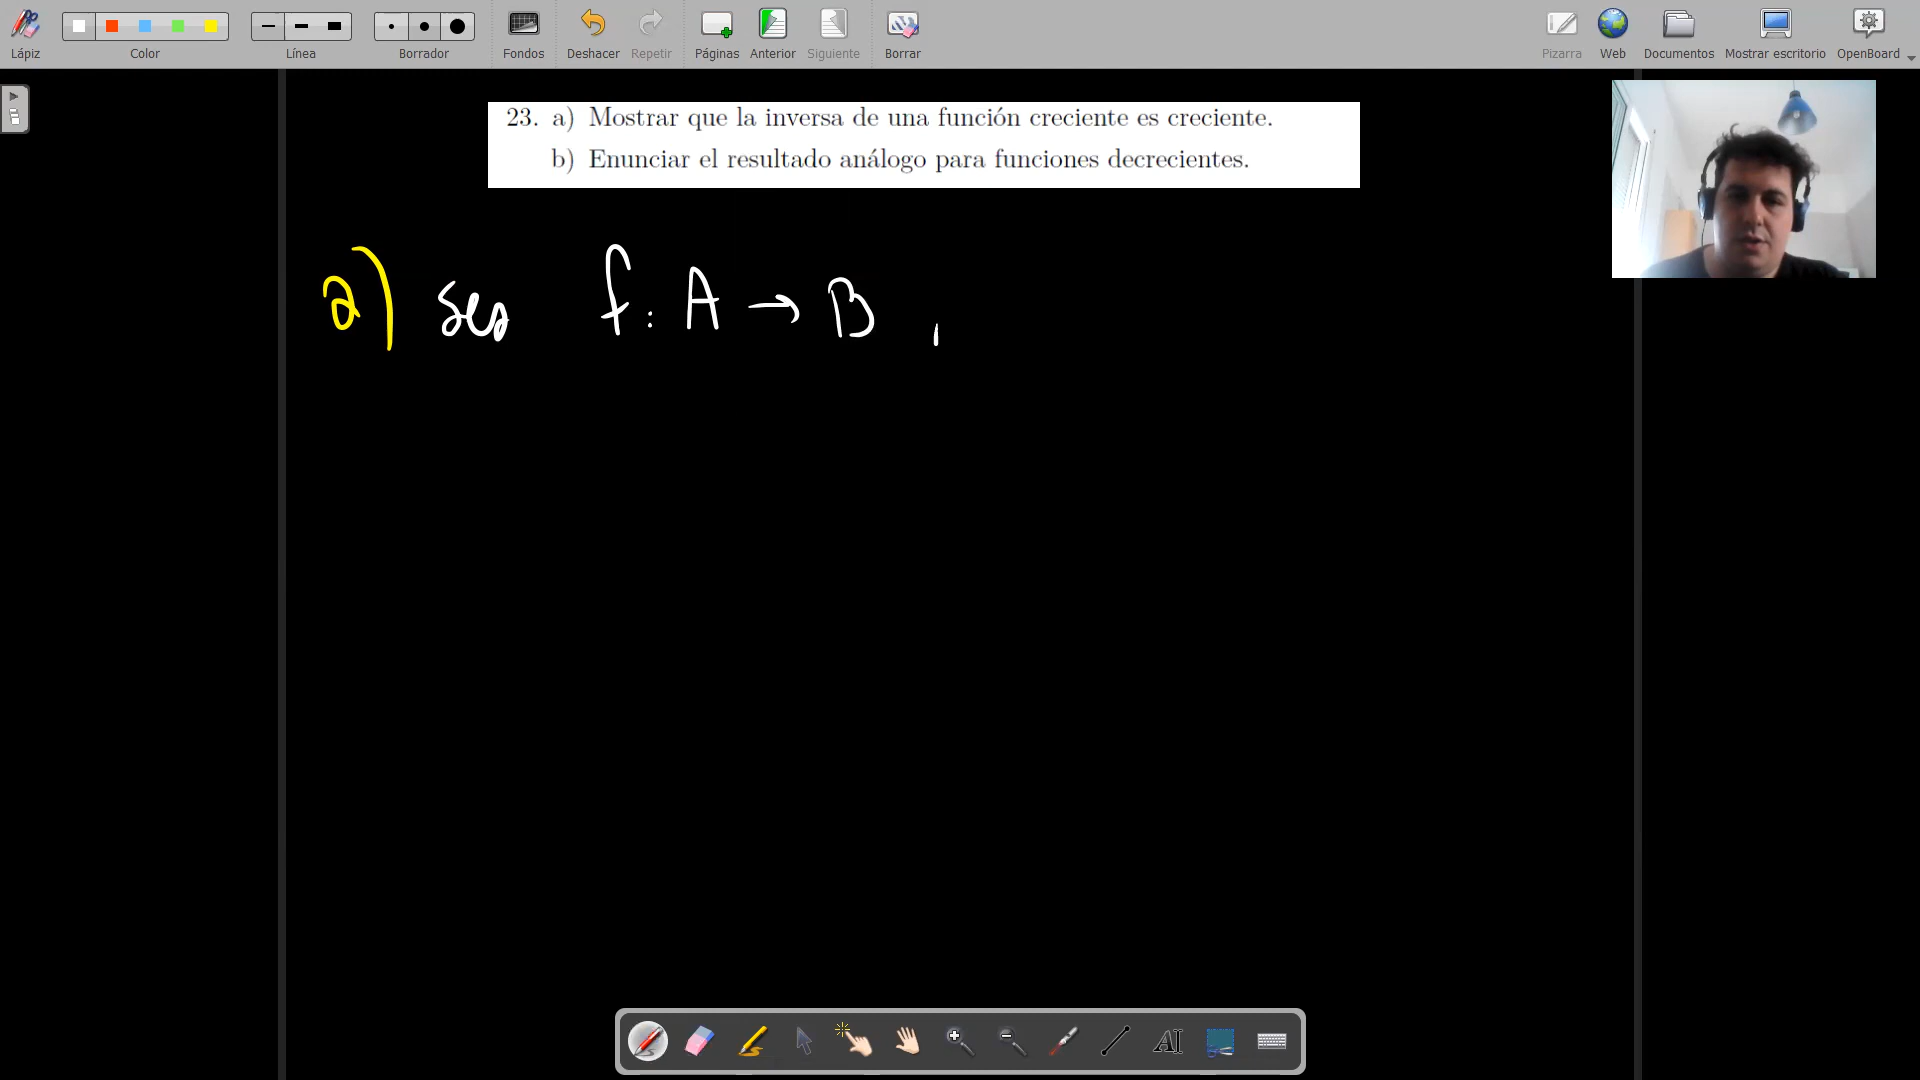 Lápiz Color Línea Borrador Fondos Deshacer Repetir Páginas Anterior Siguiente Borrar Pizarra Web Documentos Mostrar escritorio OpenBoard
23. a) Mostrar que la inversa de una función creciente es creciente.
b) Enunciar el resultado análogo para funciones decrecientes.
a) sea f: A → B ,